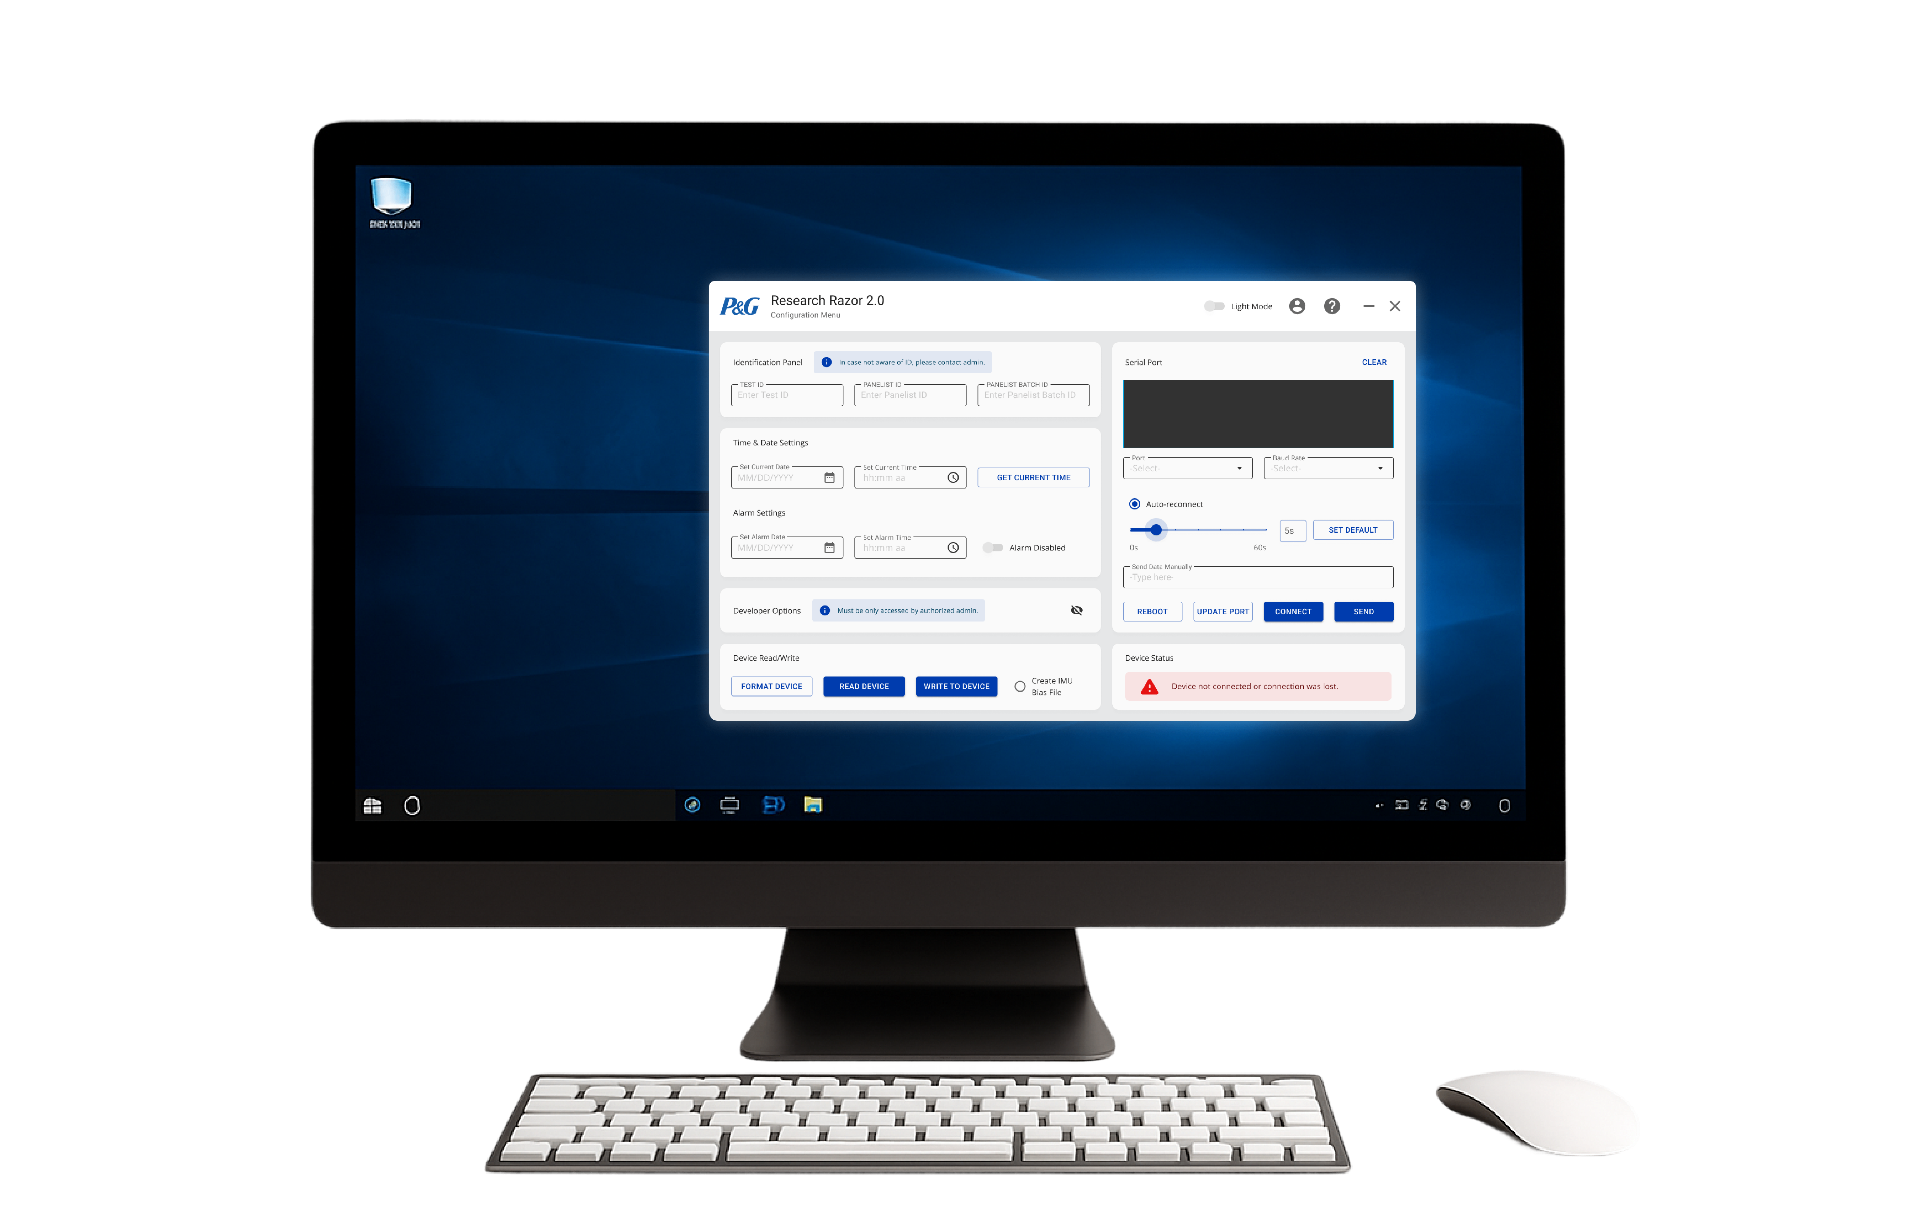 P&G
Research Razor 2.0
Configuration Menu
Light Mode
Identification Panel
In case not aware of ID, please contact admin.
TEST ID
Enter Test ID
PANELIST ID
Enter Panelist ID
PANELIST BATCH ID
Enter Panelist Batch ID
Time & Date Settings
Set Current Date
MM/DD/YYYY
Set Current Time
hh:mm aa
GET CURRENT TIME
Alarm Settings
Set Alarm Date
MM/DD/YYYY
Set Alarm Time
hh:mm aa
Alarm Disabled
Developer Options
Must be only accessed by authorized admin.
Device Read/Write
FORMAT DEVICE
READ DEVICE
WRITE TO DEVICE
Create IMU
Bias File
Serial Port
CLEAR
Port
-Select-
Baud Rate
-Select-
Auto-reconnect
0s
60s
5s
SET DEFAULT
Send Data Manually
-Type here-
REBOOT
UPDATE PORT
CONNECT
SEND
Device Status
Device not connected or connection was lost.